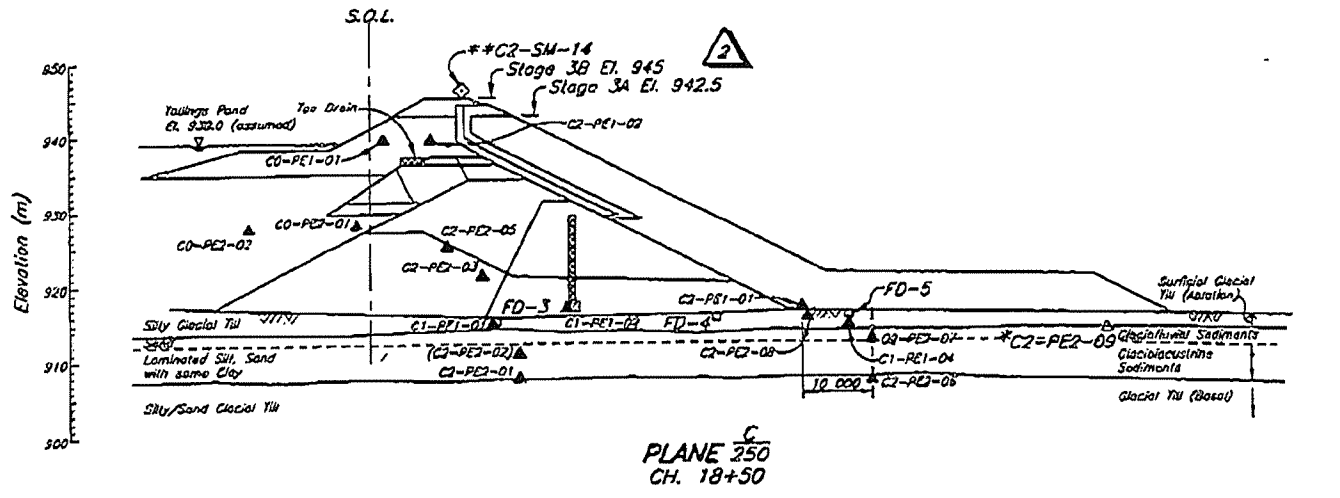 S.O.L.
**C2-SM-14
2
Stage 3B El. 945
Stage 3A El. 942.5
Tailings Pond
El. 939.0 (assumed)
Toe Drain
C2-PE1-02
C0-PE1-01
C0-PE2-02
C0-PE2-01
C2-PE2-05
C2-PE2-03
FD-3
C2-PE1-01
FD-5
Surficial Glacial
Till (Ablation)
Silty Glacial Till
C1-PE1-03
FD-4
C2-PE2-07
*C2=PE2-09
Glaciofluvial Sediments
(C2-PE2-02)
C2-PE2-08
C1-PE1-04
Glaciolacustrine
Sediments
Laminated Silt, Sand
with some Clay
C2-PE2-01
10 000
C2-PE2-06
Silty/Sand Glacial Till
Glacial Till (Basal)
Elevation (m)
950
940
930
920
910
900
PLANE C
250
CH. 18+50